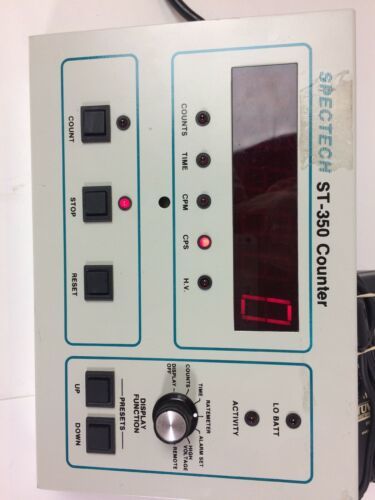 SPECTECH ST-350 Counter
0
COUNTS
TIME
CPM
CPS
H.V.
COUNT
STOP
RESET
LO BATT
ACTIVITY
RATEMETER
TIME
COUNTS
DISPLAY
OFF
ALARM SET
HIGH
VOLTAGE
REMOTE
DISPLAY
FUNCTION
PRESETS
UP
DOWN